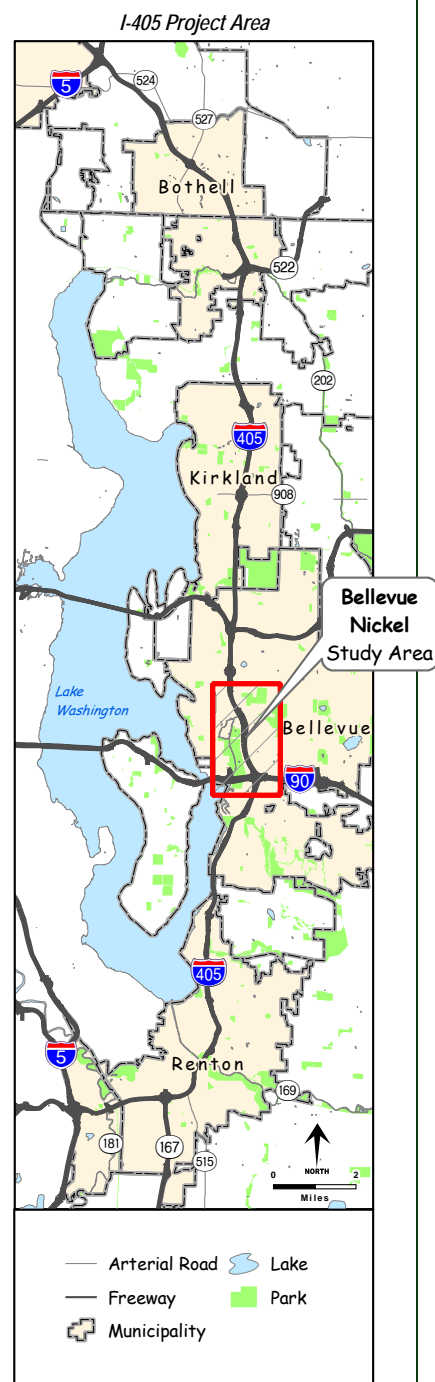 I-405 Project Area
5
524
527
Bothell
522
202
405
Kirkland
908
Bellevue
Nickel
Study Area
Lake
Washington
Bellevue
90
405
5
Renton
169
181
167
515
NORTH
0 2
Miles
Arterial Road
Lake
Freeway
Park
Municipality